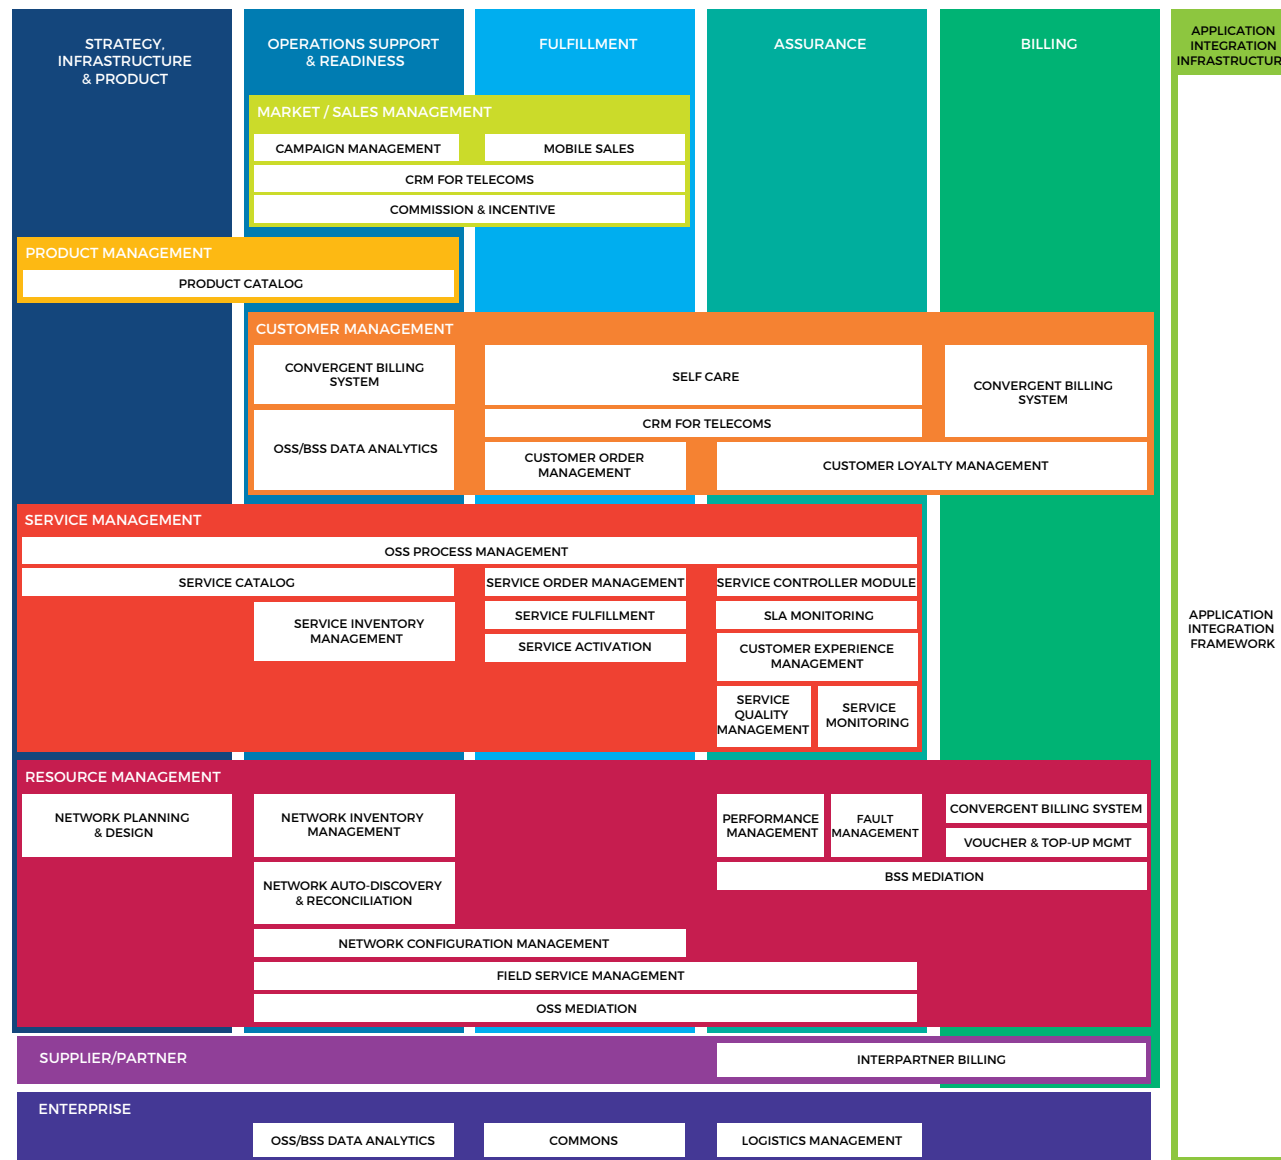 STRATEGY,
INFRASTRUCTURE
& PRODUCT
OPERATIONS SUPPORT
& READINESS
FULFILLMENT
ASSURANCE
BILLING
APPLICATION
INTEGRATION
INFRASTRUCTUR
MARKET / SALES MANAGEMENT
CAMPAIGN MANAGEMENT
MOBILE SALES
CRM FOR TELECOMS
COMMISSION & INCENTIVE
PRODUCT MANAGEMENT
PRODUCT CATALOG
CUSTOMER MANAGEMENT
CONVERGENT BILLING
SYSTEM
SELF CARE
CONVERGENT BILLING
SYSTEM
CRM FOR TELECOMS
OSS/BSS DATA ANALYTICS
CUSTOMER ORDER
MANAGEMENT
CUSTOMER LOYALTY MANAGEMENT
SERVICE MANAGEMENT
OSS PROCESS MANAGEMENT
SERVICE CATALOG
SERVICE ORDER MANAGEMENT
SERVICE CONTROLLER MODULE
SERVICE INVENTORY
MANAGEMENT
SERVICE FULFILLMENT
SLA MONITORING
SERVICE ACTIVATION
CUSTOMER EXPERIENCE
MANAGEMENT
SERVICE
QUALITY
MANAGEMENT
SERVICE
MONITORING
APPLICATION
INTEGRATION
FRAMEWORK
RESOURCE MANAGEMENT
NETWORK PLANNING
& DESIGN
NETWORK INVENTORY
MANAGEMENT
PERFORMANCE
MANAGEMENT
FAULT
MANAGEMENT
CONVERGENT BILLING SYSTEM
VOUCHER & TOP-UP MGMT
BSS MEDIATION
NETWORK AUTO-DISCOVERY
& RECONCILIATION
NETWORK CONFIGURATION MANAGEMENT
FIELD SERVICE MANAGEMENT
OSS MEDIATION
SUPPLIER/PARTNER
INTERPARTNER BILLING
ENTERPRISE
OSS/BSS DATA ANALYTICS
COMMONS
LOGISTICS MANAGEMENT